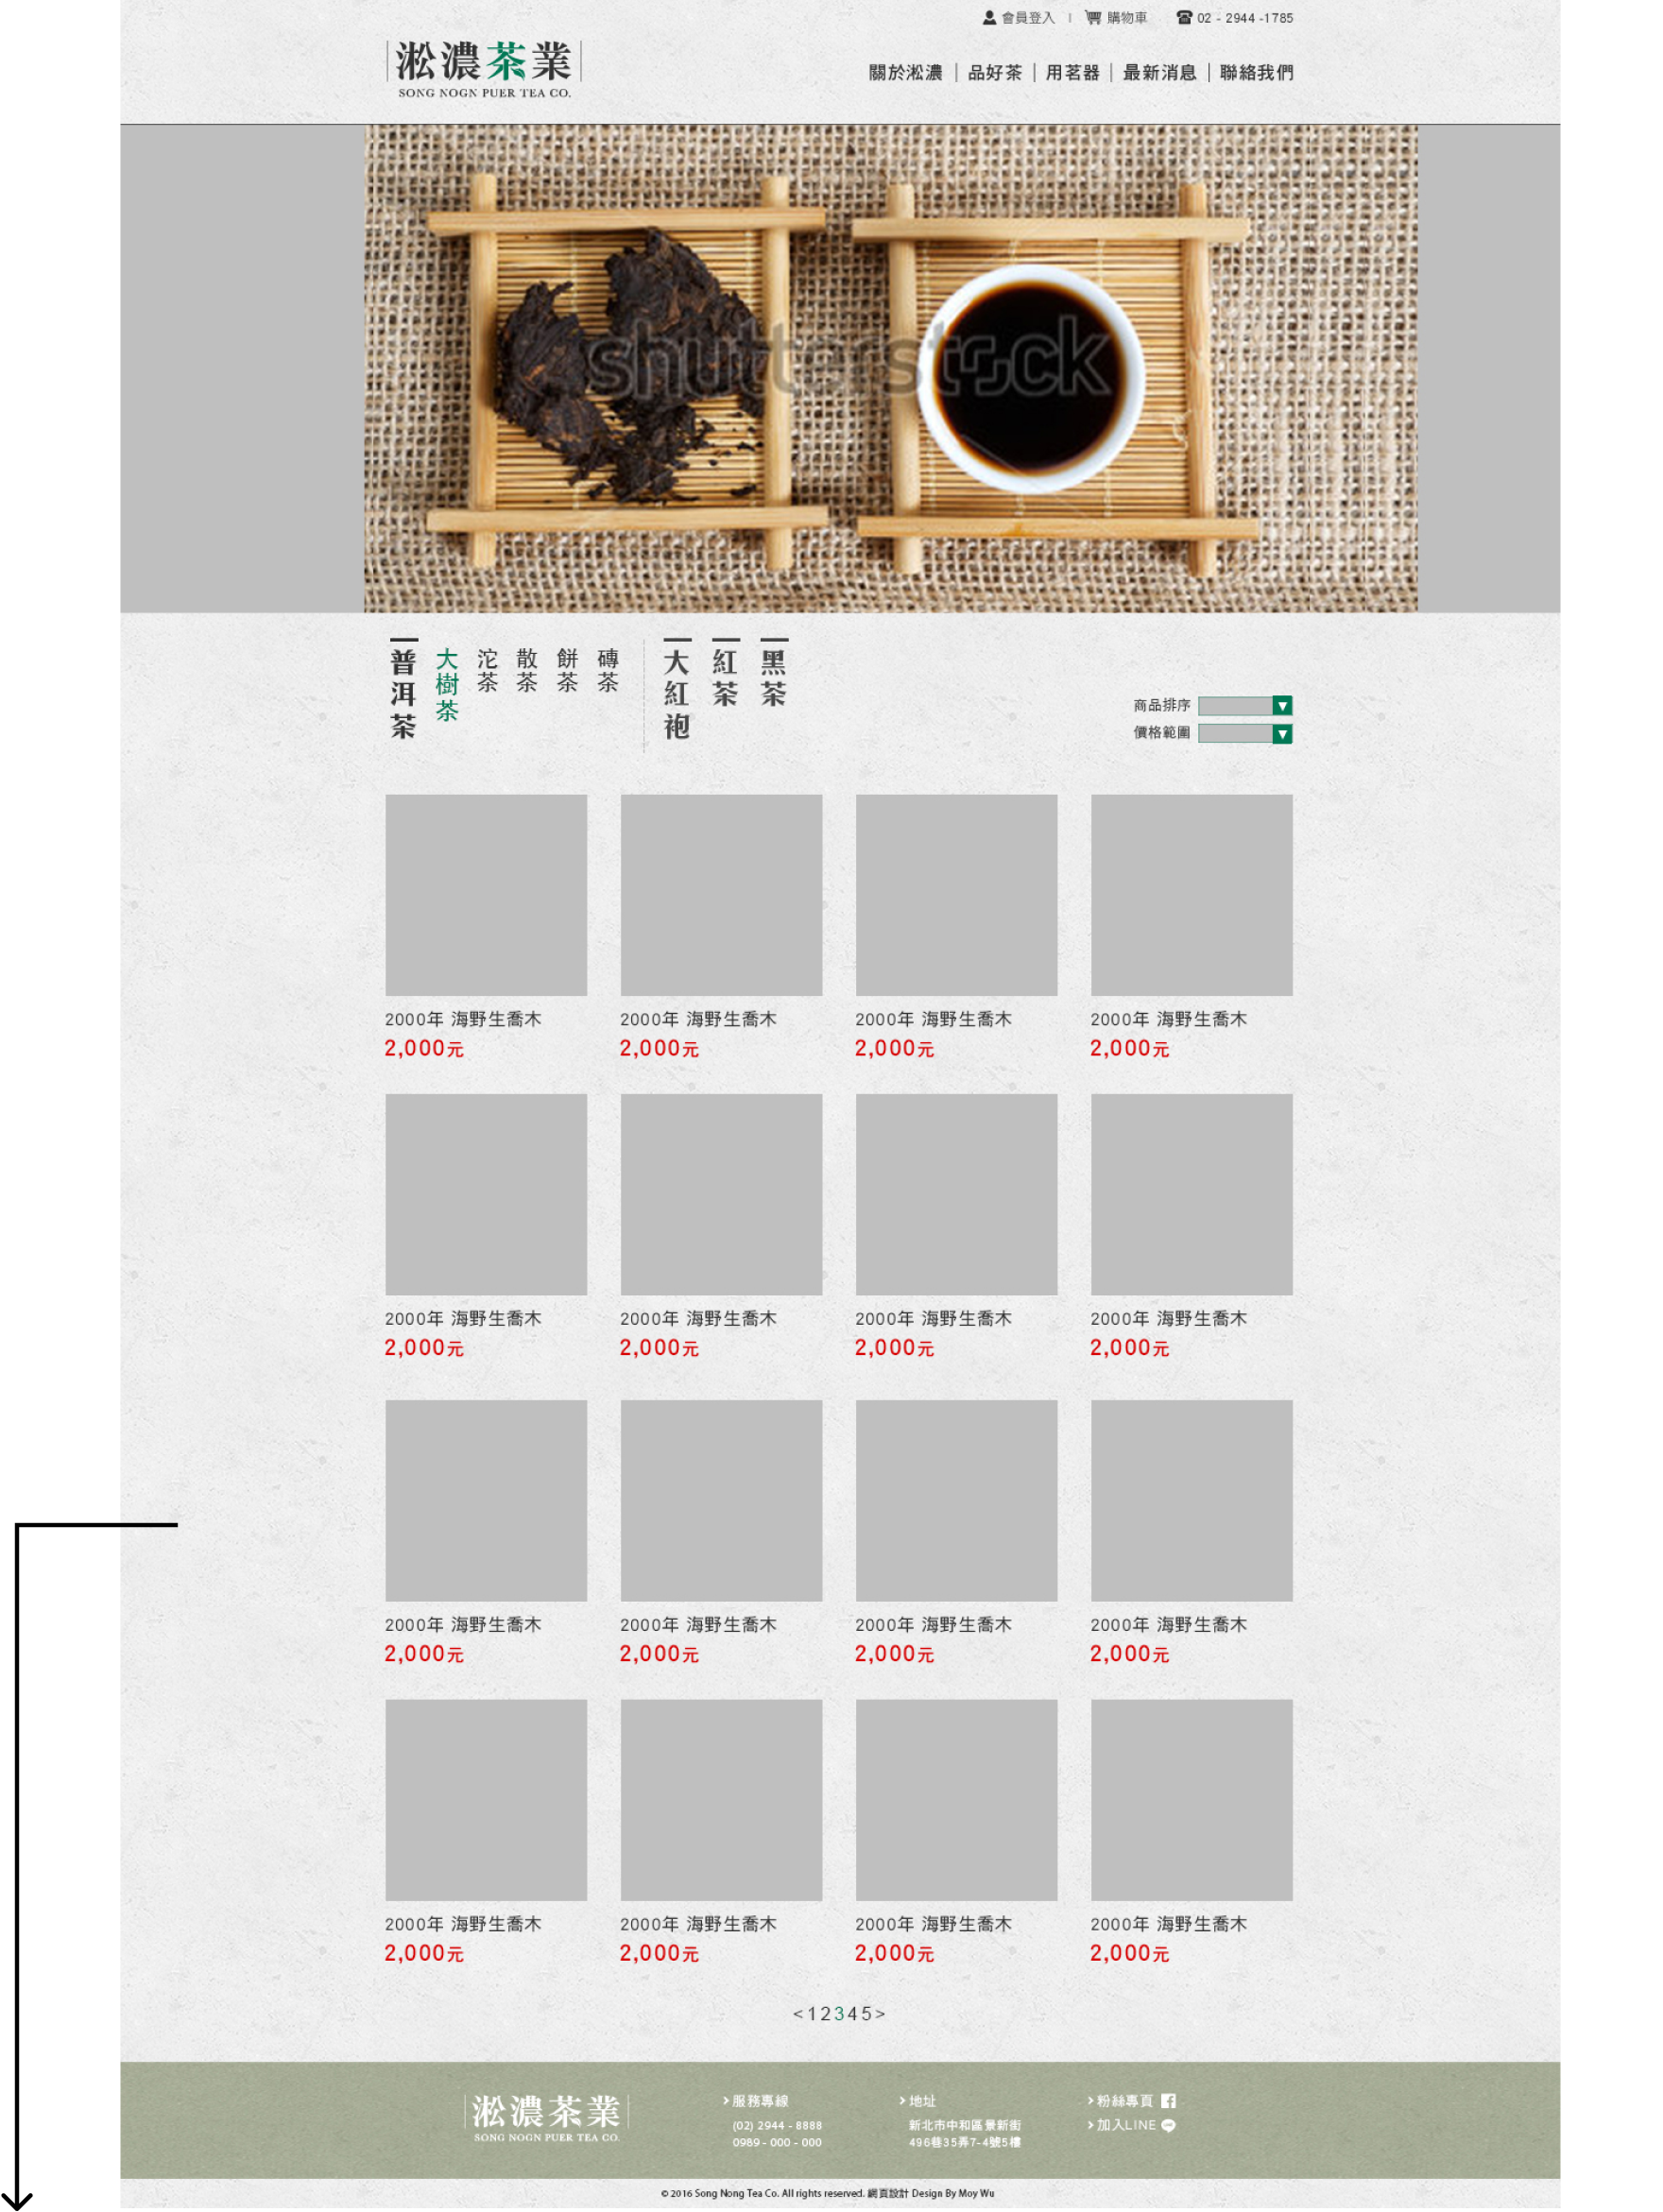 會員登入 | 購物車 02 - 2944 -1785
淞濃茶業
SONG NOGN PUER TEA CO.
關於淞濃 | 品好茶 | 用茗器 | 最新消息 | 聯絡我們
shutterstock
普洱茶
大樹茶
沱茶
散茶
餅茶
磚茶
大紅袍
紅茶
黑茶
商品排序
價格範圍
2000年 海野生喬木
2,000元
2000年 海野生喬木
2,000元
2000年 海野生喬木
2,000元
2000年 海野生喬木
2,000元
2000年 海野生喬木
2,000元
2000年 海野生喬木
2,000元
2000年 海野生喬木
2,000元
2000年 海野生喬木
2,000元
2000年 海野生喬木
2,000元
2000年 海野生喬木
2,000元
2000年 海野生喬木
2,000元
2000年 海野生喬木
2,000元
2000年 海野生喬木
2,000元
2000年 海野生喬木
2,000元
2000年 海野生喬木
2,000元
2000年 海野生喬木
2,000元
< 1 2 3 4 5 >
淞濃茶業
SONG NOGN PUER TEA CO.
服務專線
(02) 2944 - 8888
0989 - 000 - 000
地址
新北市中和區景新街
496巷35弄7-4號5樓
粉絲專頁
加入LINE
© 2016 Song Nong Tea Co. All rights reserved. 網頁設計 Design By Moy Wu